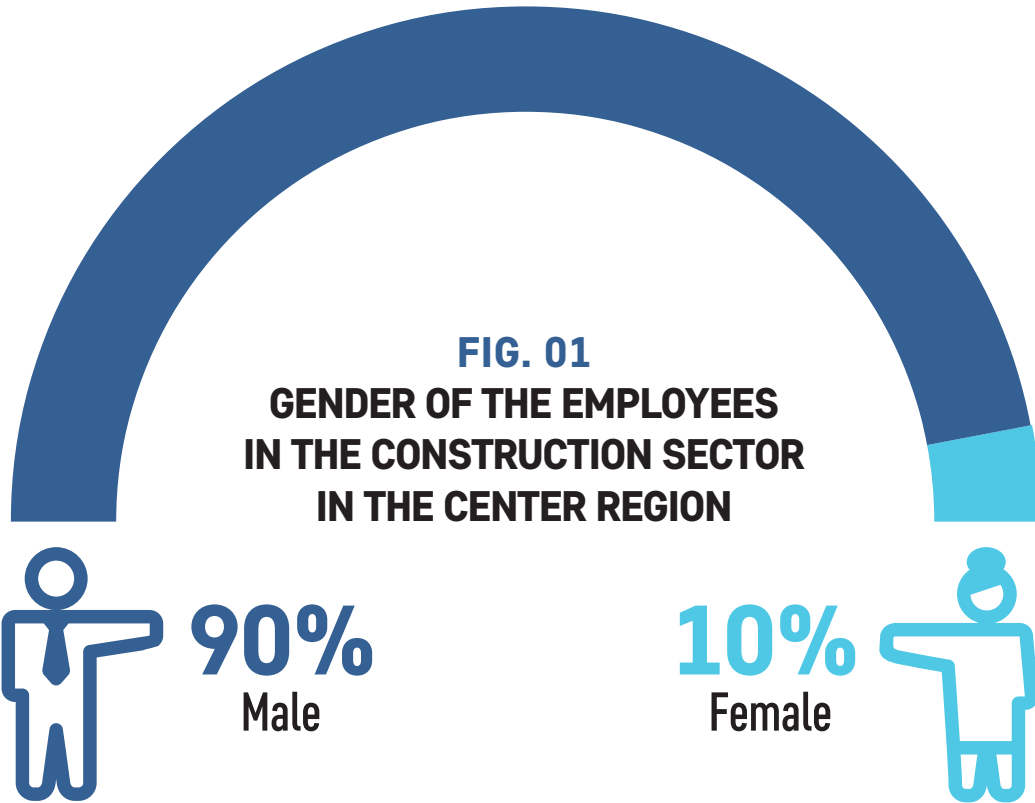 FIG. 01
GENDER OF THE EMPLOYEES
IN THE CONSTRUCTION SECTOR
IN THE CENTER REGION
90%
Male
10%
Female